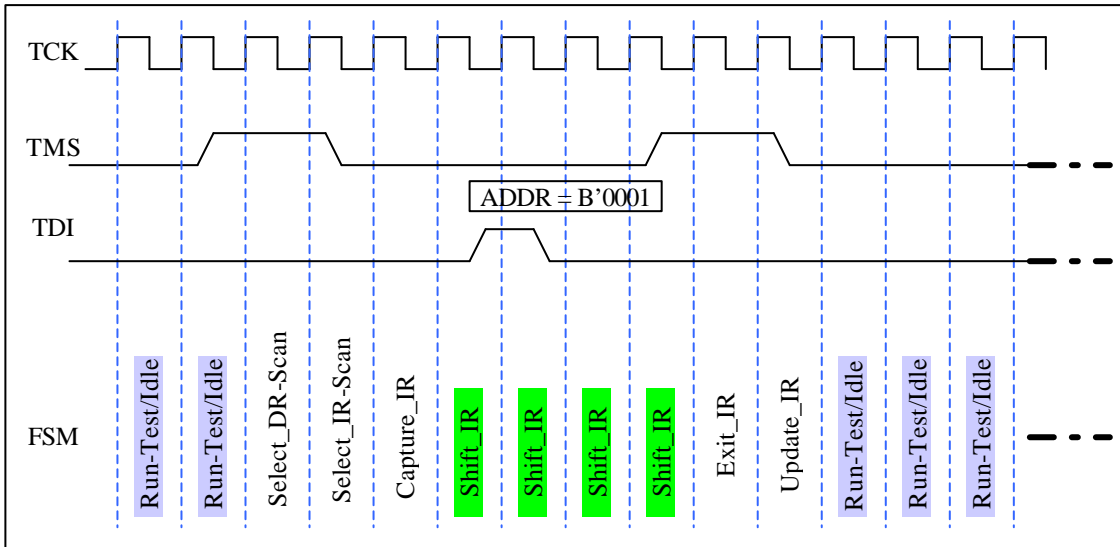 TCK
TMS
ADDR = B'0001
TDI
FSM
Run-Test/Idle
Run-Test/Idle
Select_DR-Scan
Select_IR-Scan
Capture_IR
Shift_IR
Shift_IR
Shift_IR
Shift_IR
Exit_IR
Update_IR
Run-Test/Idle
Run-Test/Idle
Run-Test/Idle